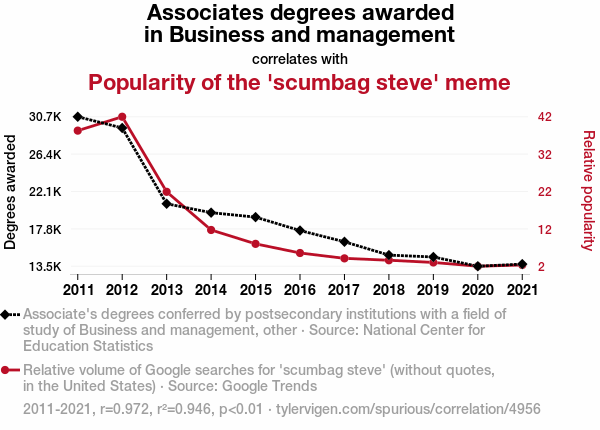 Associates degrees awarded
in Business and management
correlates with
Popularity of the 'scumbag steve' meme
30.7K
26.4K
22.1K
17.8K
13.5K
Degrees awarded
42
32
22
12
2
Relative popularity
2011 2012 2013 2014 2015 2016 2017 2018 2019 2020 2021
Associate's degrees conferred by postsecondary institutions with a field of
study of Business and management, other · Source: National Center for
Education Statistics
Relative volume of Google searches for 'scumbag steve' (without quotes,
in the United States) · Source: Google Trends
2011-2021, r=0.972, r²=0.946, p<0.01 · tylervigen.com/spurious/correlation/4956